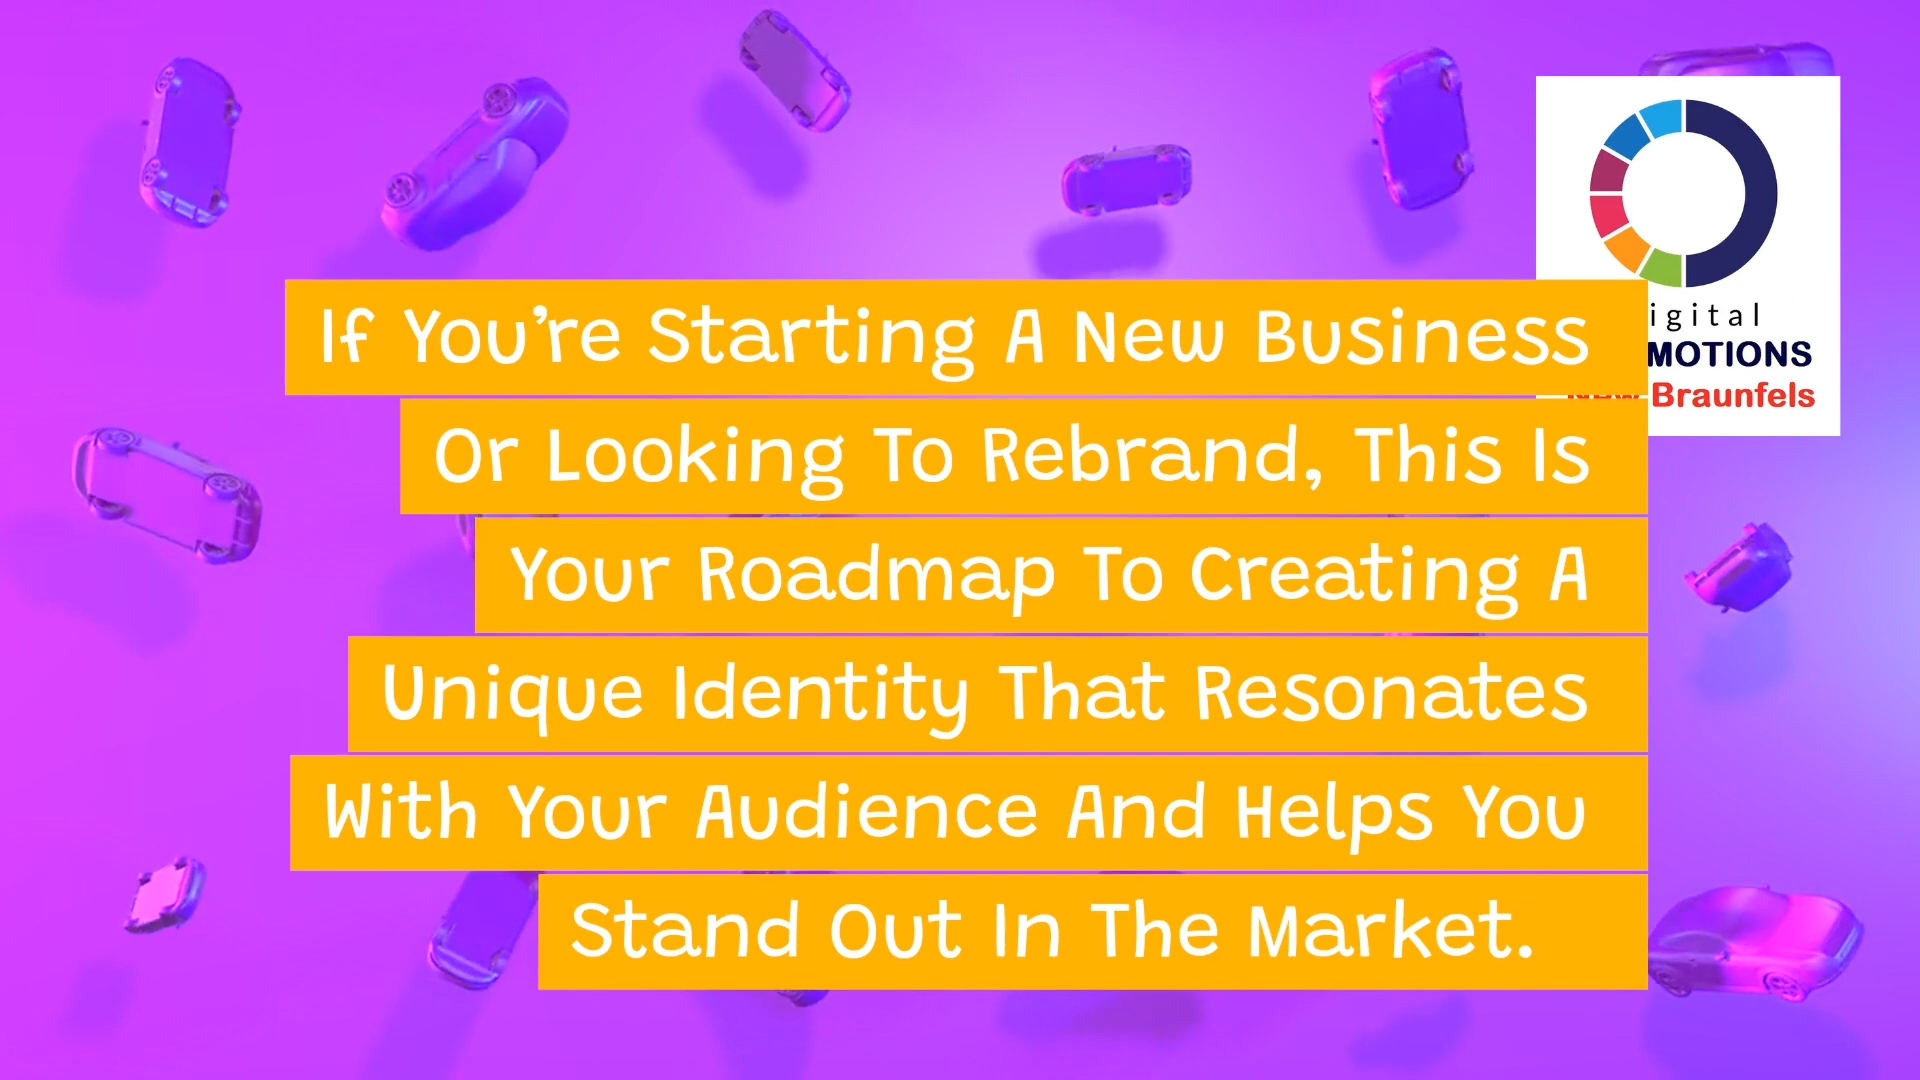 If You’re Starting A New Business
Or Looking To Rebrand, This Is
Your Roadmap To Creating A
Unique Identity That Resonates
With Your Audience And Helps You
Stand Out In The Market.
igital
MOTIONS
Braunfels